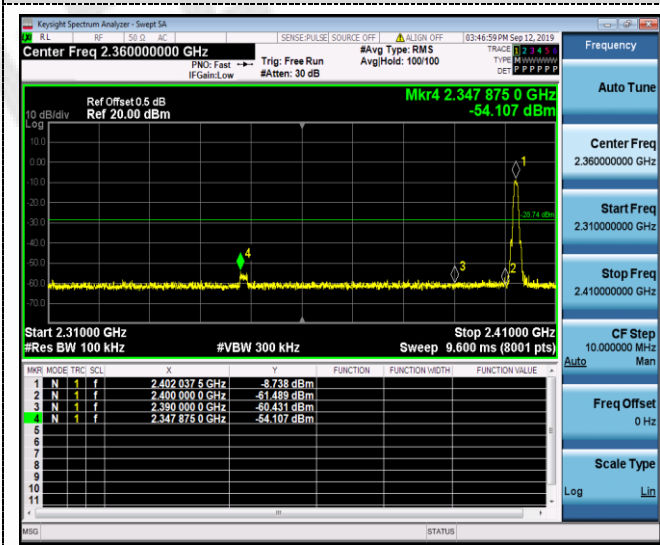 Keysight Spectrum Analyzer - Swept SA
RL RF 50 Ω AC SENSE:PULSE SOURCE OFF ALIGN OFF 03:46:59 PM Sep 12, 2019
Center Freq 2.360000000 GHz #Avg Type: RMS TRACE 1 2 3 4 5 6
PNO: Fast Trig: Free Run Avg|Hold: 100/100 TYPE M WWWWW
IFGain:Low #Atten: 30 dB DET P P P P P P
Ref Offset 0.5 dB Mkr4 2.347 875 0 GHz
10 dB/div Ref 20.00 dBm -54.107 dBm
Log
10.0
0.00
-10.0
-20.0
-30.0
-40.0
-50.0
-60.0
-70.0
1
-28.74 dBm
4
3
2
Start 2.31000 GHz Stop 2.41000 GHz
#Res BW 100 kHz #VBW 300 kHz Sweep 9.600 ms (8001 pts)
MKR MODE TRC SCL X Y FUNCTION FUNCTION WIDTH FUNCTION VALUE
1 N 1 f 2.402 037 5 GHz -8.738 dBm
2 N 1 f 2.400 000 0 GHz -61.489 dBm
3 N 1 f 2.390 000 0 GHz -60.431 dBm
4 N 1 f 2.347 875 0 GHz -54.107 dBm
5
6
7
8
9
10
11
MSG STATUS
Frequency
Auto Tune
Center Freq
2.360000000 GHz
Start Freq
2.310000000 GHz
Stop Freq
2.410000000 GHz
CF Step
10.000000 MHz
Auto Man
Freq Offset
0 Hz
Scale Type
Log Lin